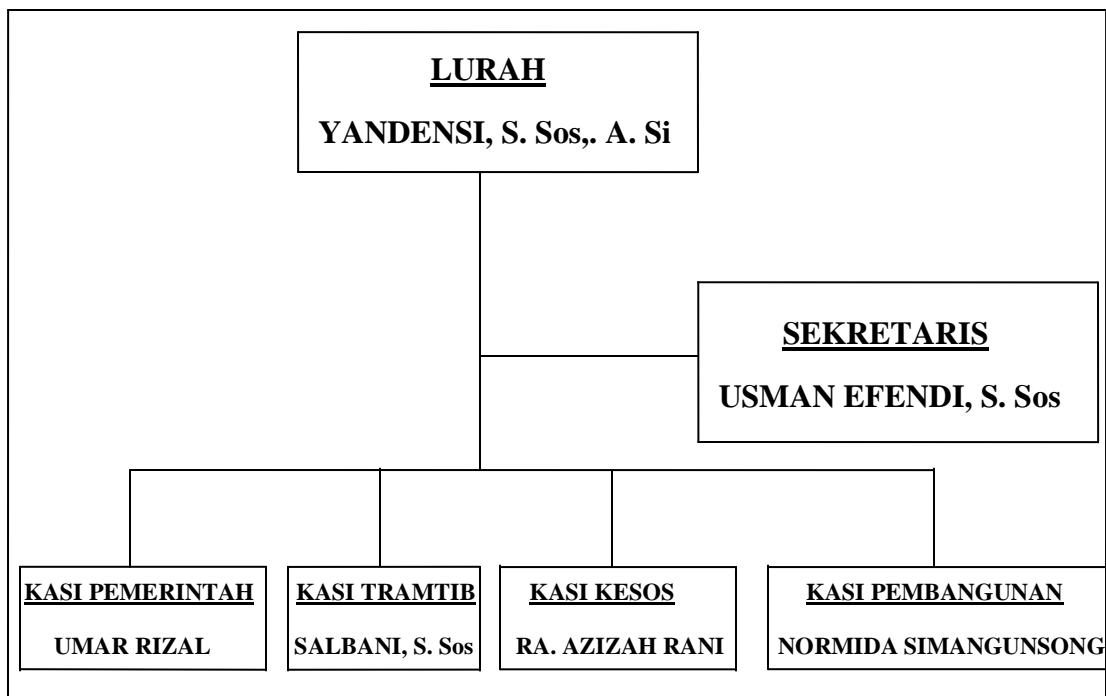 LURAH
YANDENSI, S. Sos,. A. Si
SEKRETARIS
USMAN EFENDI, S. Sos
KASI PEMERINTAH
UMAR RIZAL
KASI TRAMTIB
SALBANI, S. Sos
KASI KESOS
RA. AZIZAH RANI
KASI PEMBANGUNAN
NORMIDA SIMANGUNSONG